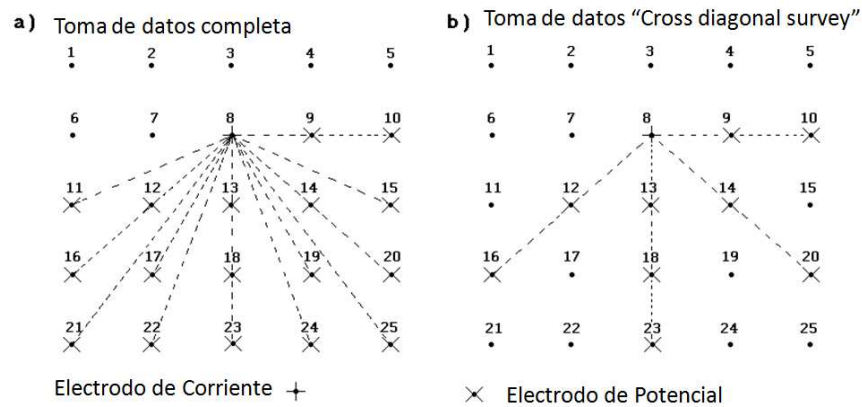 a) Toma de datos completa
1 2 3 4 5
6 7 8 9 10
11 12 13 14 15
16 17 18 19 20
21 22 23 24 25
b) Toma de datos “Cross diagonal survey”
1 2 3 4 5
6 7 8 9 10
11 12 13 14 15
16 17 18 19 20
21 22 23 24 25
Electrodo de Corriente
Electrodo de Potencial